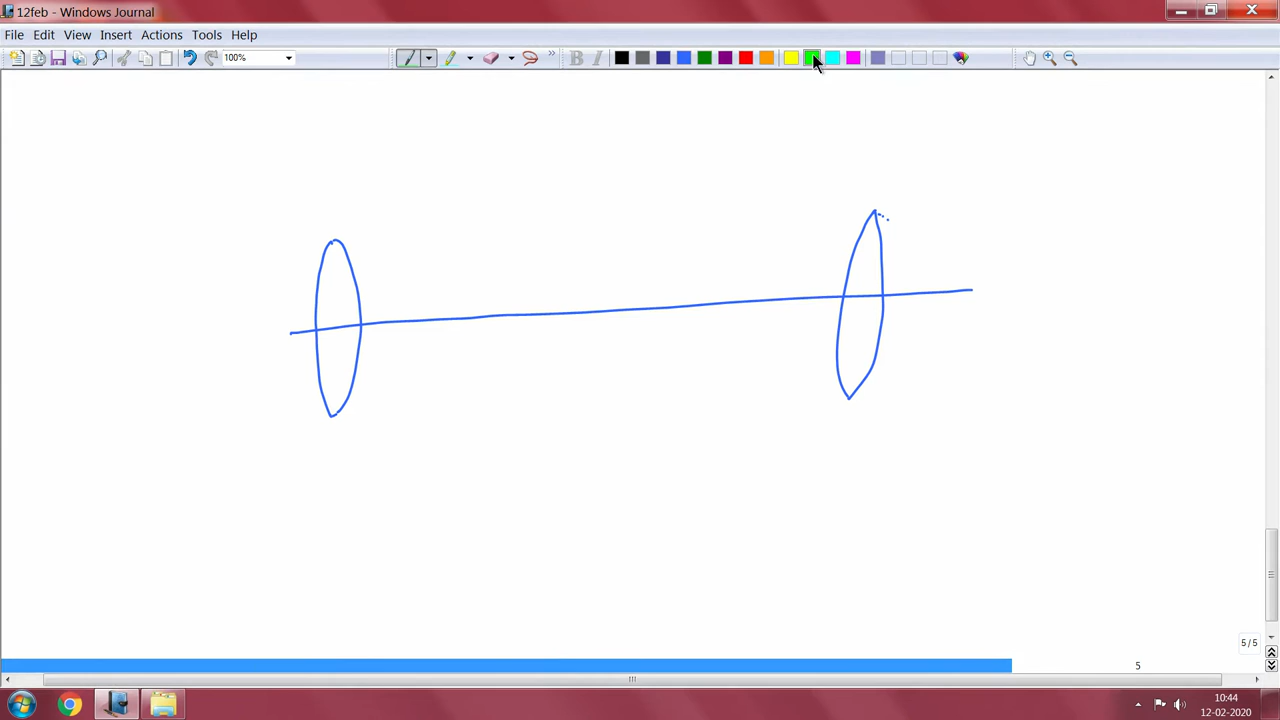 12feb - Windows Journal
File Edit View Insert Actions Tools Help
100% B I
5/5
5
10:44
12-02-2020